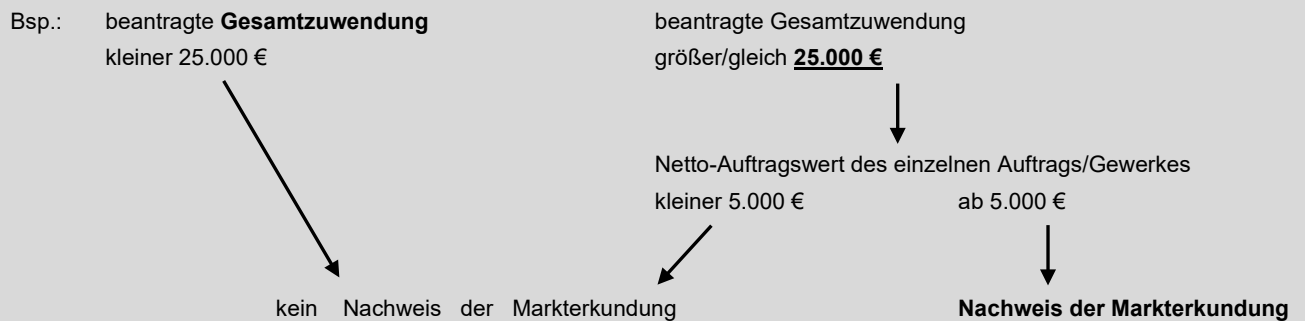 Bsp.: beantragte Gesamtzuwendung
kleiner 25.000 €
beantragte Gesamtzuwendung
größer/gleich 25.000 €
Netto-Auftragswert des einzelnen Auftrags/Gewerkes
kleiner 5.000 € ab 5.000 €
kein Nachweis der Markterkundung
Nachweis der Markterkundung